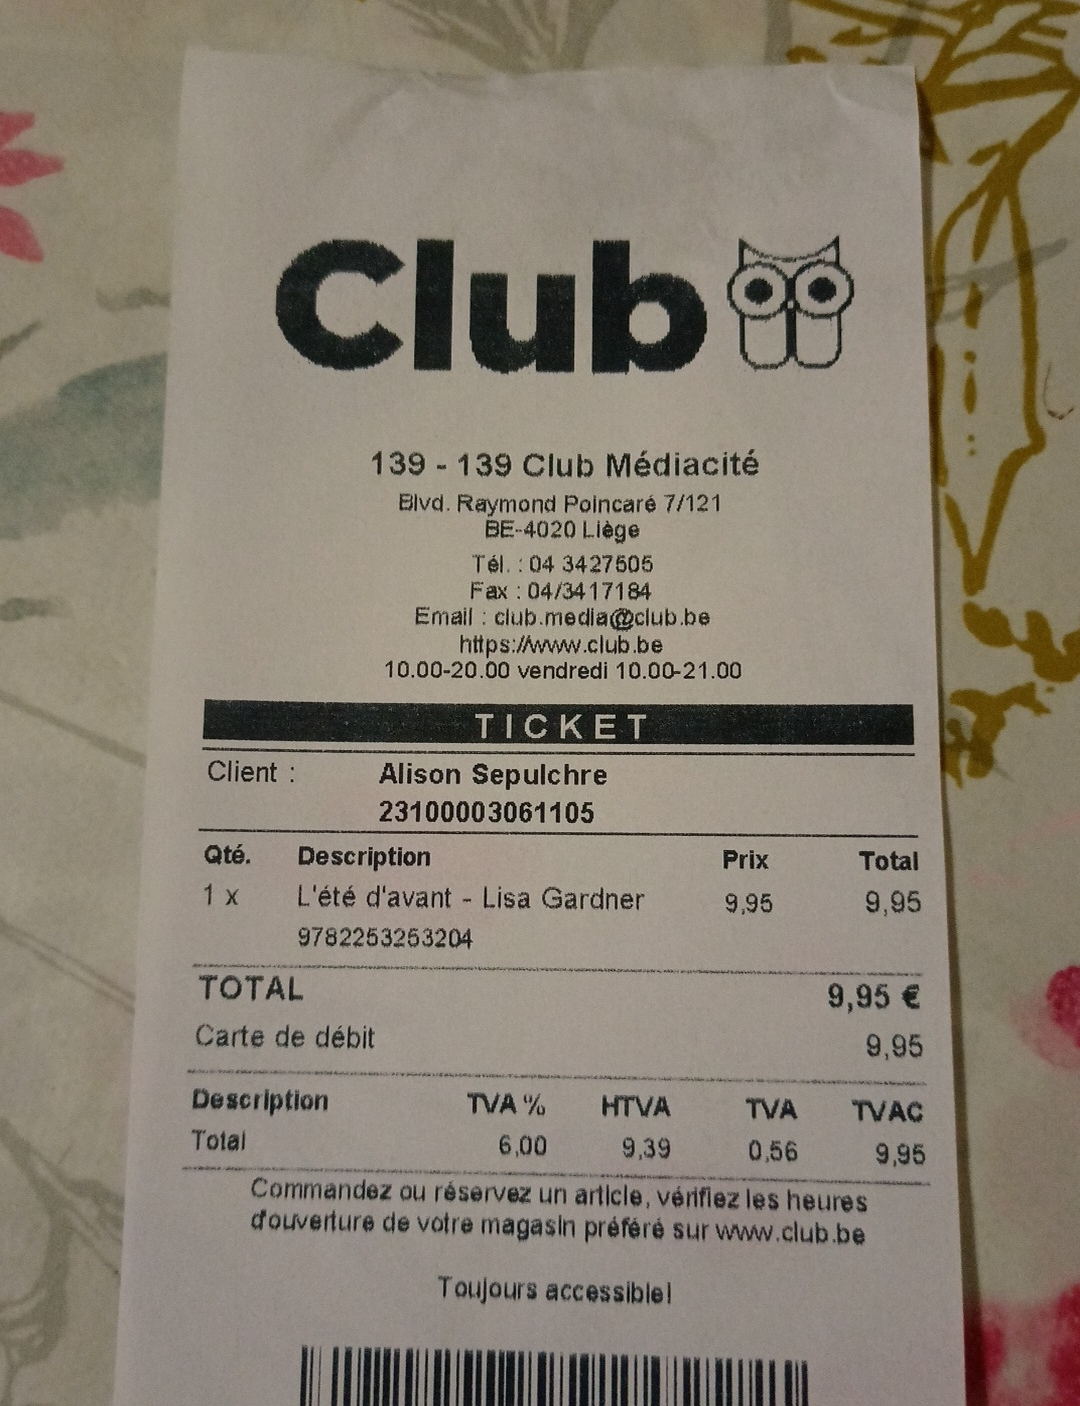 Club
139 - 139 Club Médiacité
Blvd. Raymond Poincaré 7/121
BE-4020 Liège
Tél. : 04 3427505
Fax : 04/3417184
Email : club.media@club.be
https://www.club.be
10.00-20.00 vendredi 10.00-21.00
TICKET
Client : Alison Sepulchre
23100003061105
Qté. Description Prix Total
1 x L'été d'avant - Lisa Gardner 9,95 9,95
9782253253204
TOTAL 9,95 €
Carte de débit 9,95
Description TVA % HTVA TVA TVAC
Total 6,00 9,39 0,56 9,95
Commandez ou réservez un article, vérifiez les heures
d'ouverture de votre magasin préféré sur www.club.be
Toujours accessible!